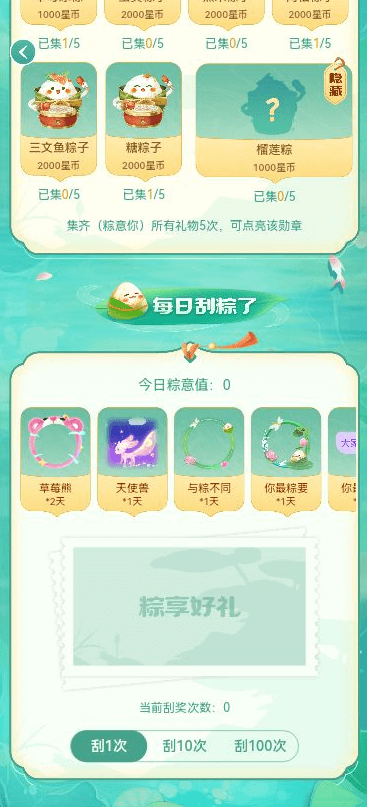 1000星币
2000星币
2000星币
2000星币
已集1/5
已集0/5
已集0/5
已集1/5
隐藏
三文鱼粽子
糖粽子
榴莲粽
2000星币
2000星币
1000星币
已集0/5
已集1/5
已集0/5
集齐（粽意你）所有礼物5次，可点亮该勋章
每日刮粽了
今日粽意值：0
大家
草莓熊
天使兽
与粽不同
你最粽要
*2天
*1天
*1天
*1天
粽享好礼
当前刮奖次数：0
刮1次
刮10次
刮100次